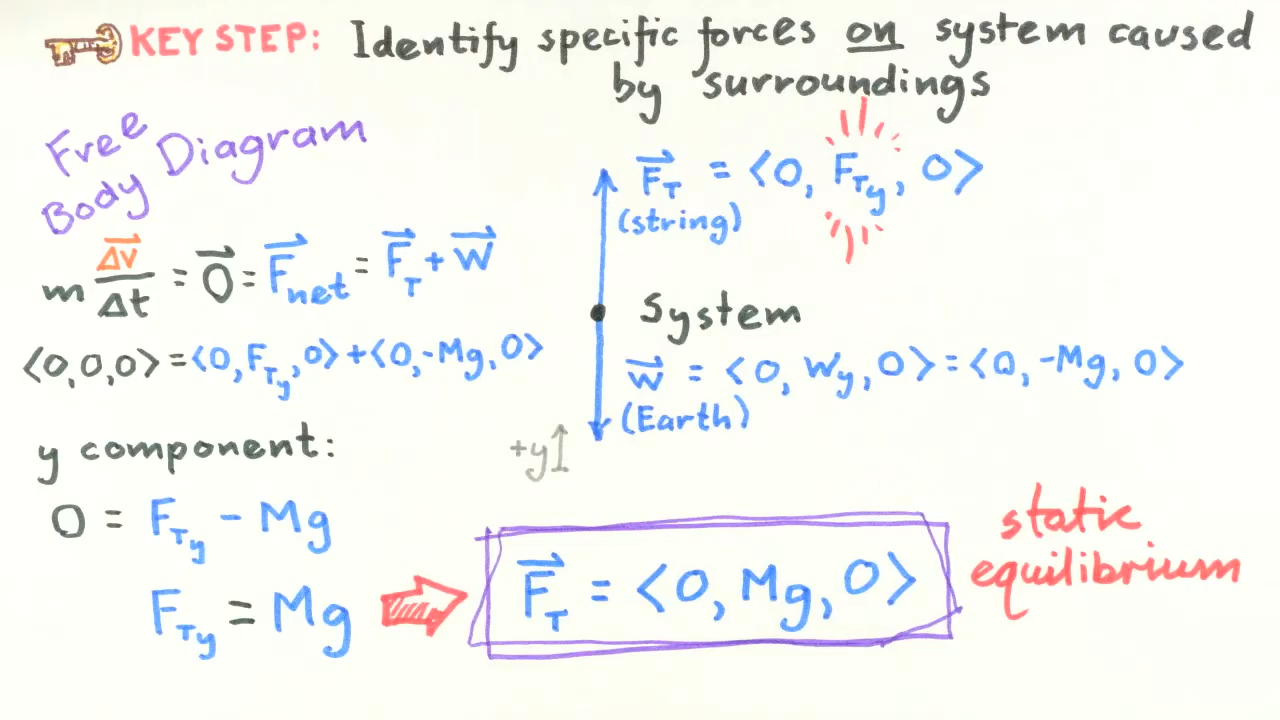 KEY STEP: Identify specific forces on system caused
by surroundings
Free
Body Diagram
m Δv⃗/Δt = 0⃗ = F⃗net = F⃗T + W⃗
⟨0,0,0⟩ = ⟨0, FTy, 0⟩ + ⟨0, -Mg, 0⟩
y component:
0 = FTy - Mg
FTy = Mg
F⃗T = ⟨0, FTy, 0⟩
(string)
System
W⃗ = ⟨0, Wy, 0⟩ = ⟨0, -Mg, 0⟩
(Earth)
+y
F⃗T = ⟨0, Mg, 0⟩
static
equilibrium